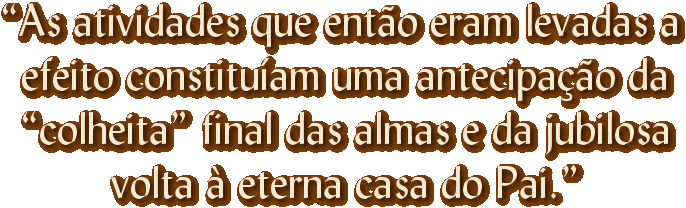 “As atividades que então eram levadas a
efeito constituíam uma antecipação da
“colheita” final das almas e da jubilosa
volta à eterna casa do Pai.”